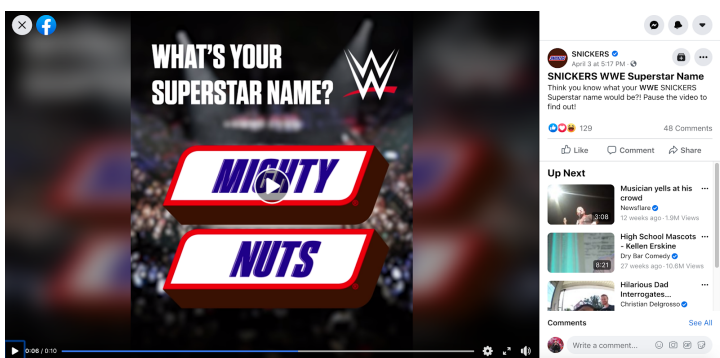 WHAT'S YOUR
SUPERSTAR NAME?
MIGHTY
NUTS
0:06 / 0:10
SNICKERS
April 3 at 5:17 PM ·
SNICKERS WWE Superstar Name
Think you know what your WWE SNICKERS
Superstar name would be?! Pause the video to
find out!
129
48 Comments
Like
Comment
Share
Up Next
Musician yells at his
crowd
Newsflare
12 weeks ago · 1.9M Views
3:08
High School Mascots
- Kellen Erskine
Dry Bar Comedy
27 weeks ago · 10.6M Views
8:21
Hilarious Dad
Interrogates...
Christian Delgrosso
Comments
See All
Write a comment...